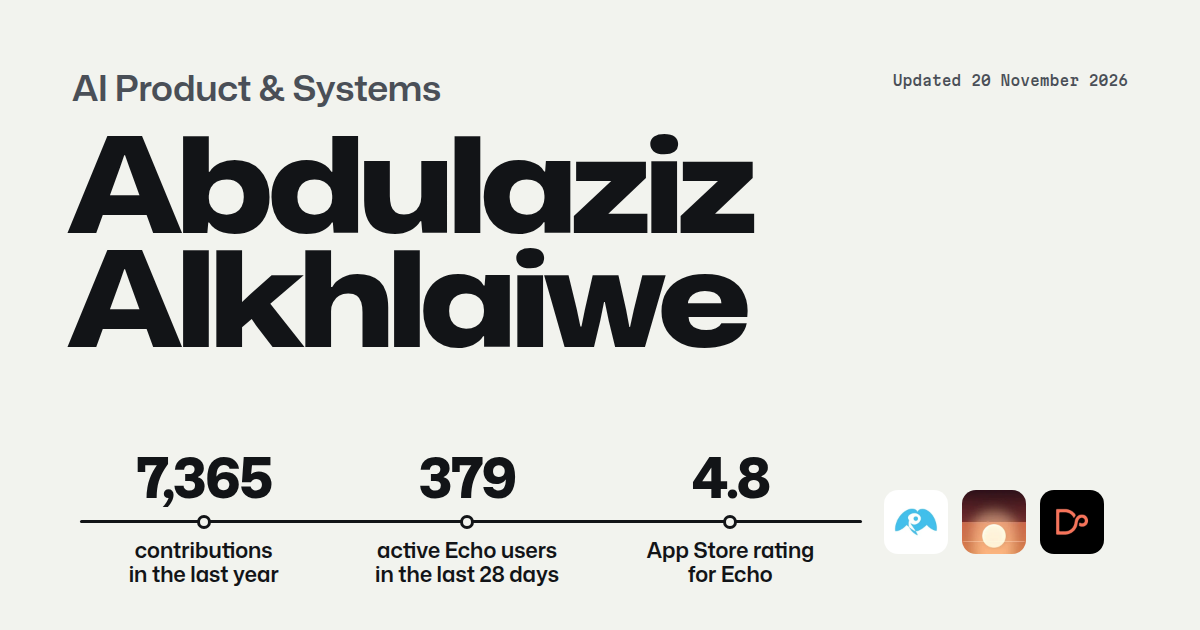 AI Product & Systems
Updated 20 November 2026
Abdulaziz
Alkhlaiwe
7,365
contributions
in the last year
379
active Echo users
in the last 28 days
4.8
App Store rating
for Echo